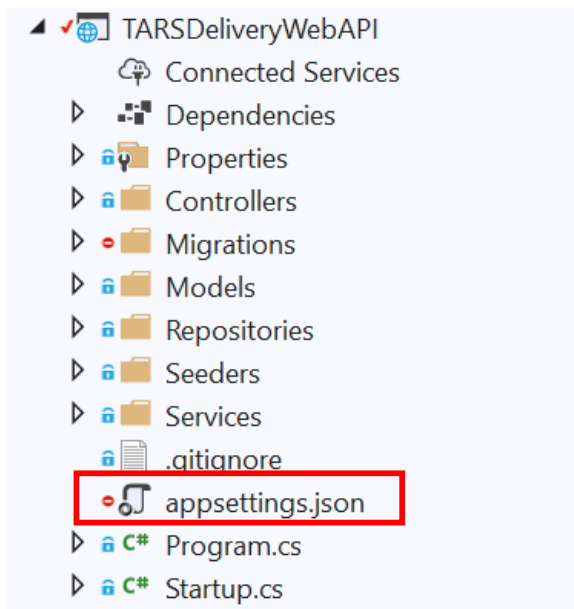 TARSDeliveryWebAPI
Connected Services
Dependencies
Properties
Controllers
Migrations
Models
Repositories
Seeders
Services
.gitignore
appsettings.json
C# Program.cs
C# Startup.cs